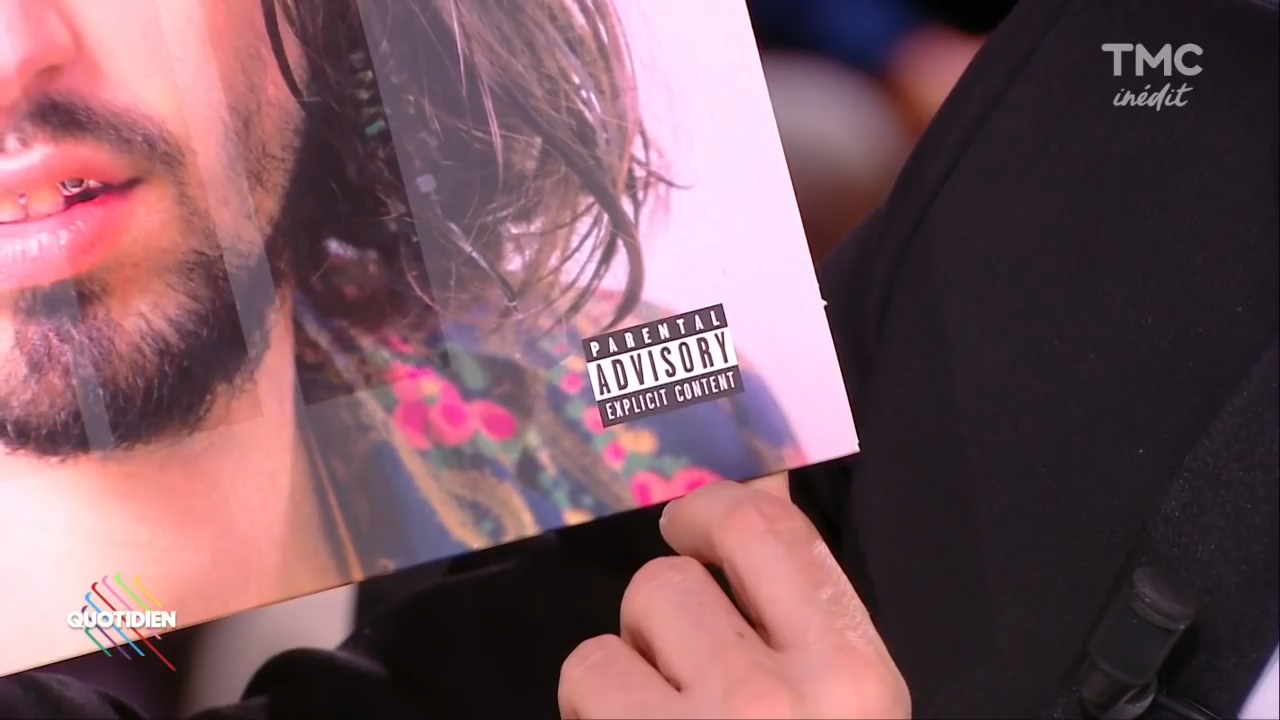 TMC
inédit
PARENTAL
ADVISORY
EXPLICIT CONTENT
QUOTIDIEN